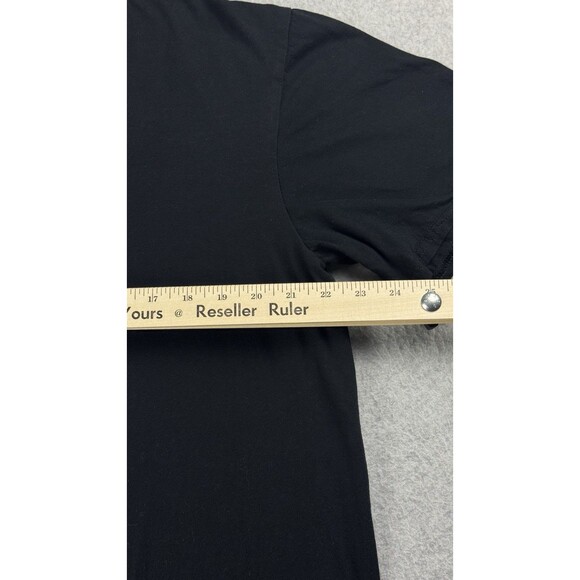 17 18 19 20 21 22 23 24 25
Yours @ Reseller Ruler